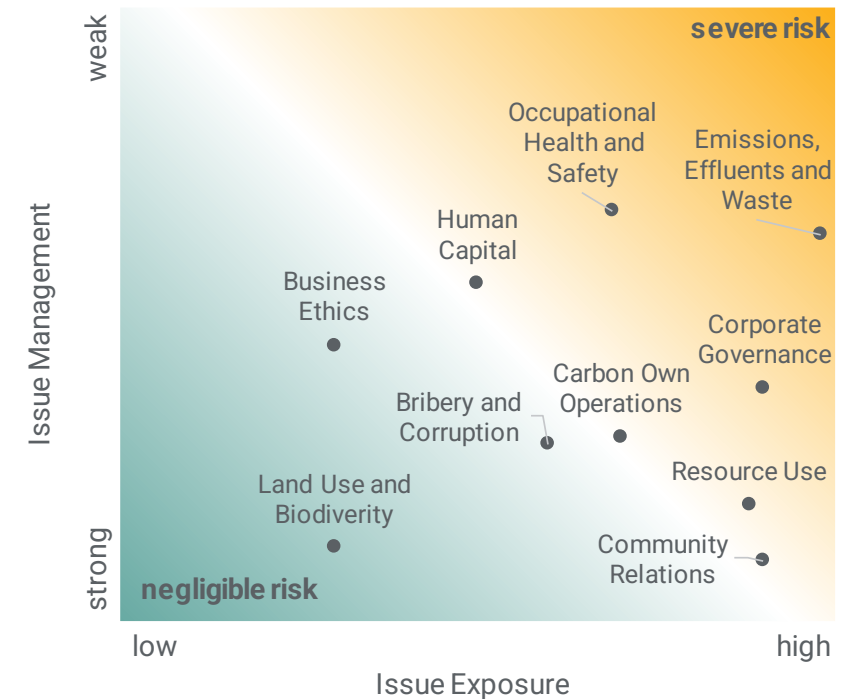 weak
severe risk
Occupational
Health and
Safety
Emissions,
Effluents and
Waste
Human
Capital
Business
Ethics
Corporate
Governance
Carbon Own
Operations
Bribery and
Corruption
Resource Use
Land Use and
Biodiverity
Community
Relations
Issue Management
strong
negligible risk
low
high
Issue Exposure